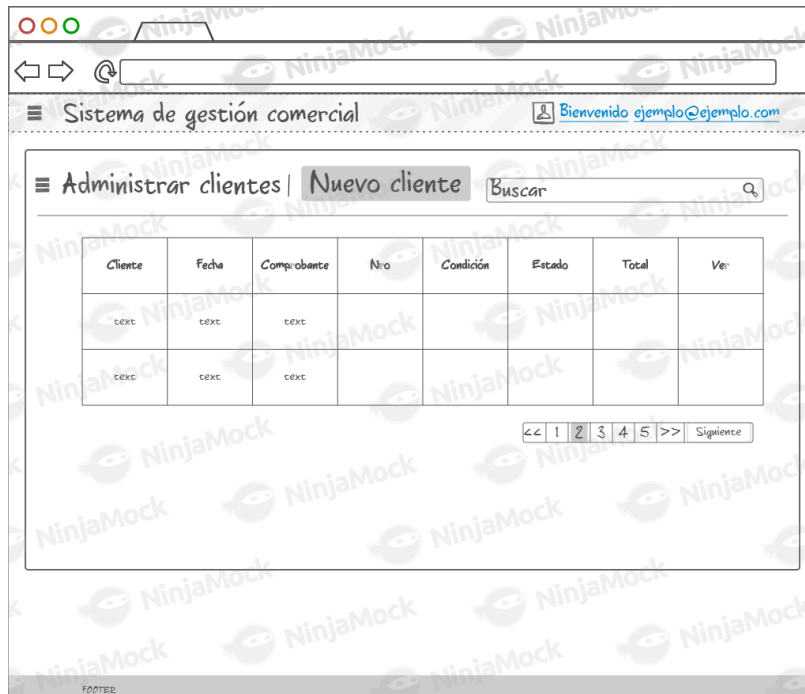 Sistema de gestión comercial Bienvenido ejemplo@ejemplo.com
Administrar clientes| Nuevo cliente Buscar
Cliente Fecha Comprobante Nro Condición Estado Total Ver
text text text
text text text
<< 1 2 3 4 5 >> Siguiente
FOOTER
NinjaMock